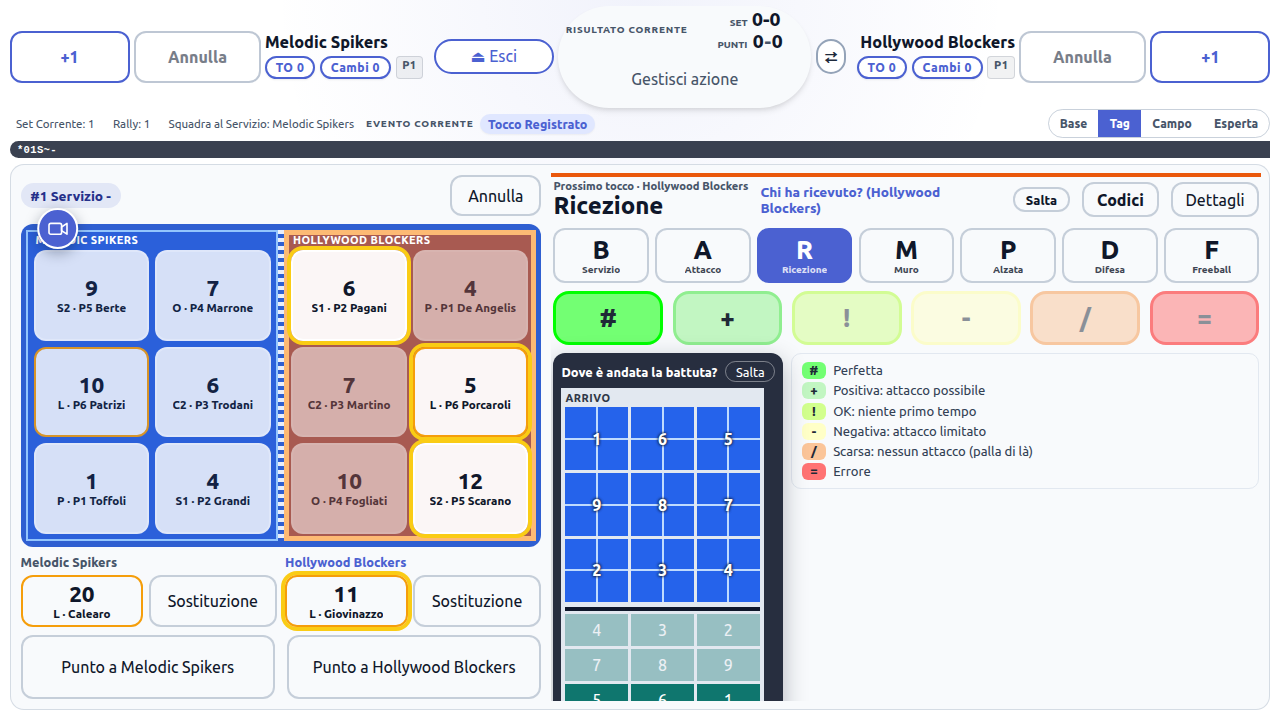 +1
Annulla
Melodic Spikers
TO 0
Cambi 0
P1
⏏ Esci
RISULTATO CORRENTE
SET 0-0
PUNTI 0-0
Gestisci azione
⇄
Hollywood Blockers
TO 0
Cambi 0
P1
Annulla
+1
Set Corrente: 1
Rally: 1
Squadra al Servizio: Melodic Spikers
EVENTO CORRENTE
Tocco Registrato
Base
Tag
Campo
Esperta
*01S~-
#1 Servizio -
Annulla
SPIKERS
HOLLYWOOD BLOCKERS
9
S2 · P5 Berte
7
O · P4 Marrone
6
S1 · P2 Pagani
4
P · P1 De Angelis
10
L · P6 Patrizi
6
C2 · P3 Trodani
7
C2 · P3 Martino
5
L · P6 Porcaroli
1
P · P1 Toffoli
4
S1 · P2 Grandi
10
O · P4 Fogliati
12
S2 · P5 Scarano
Melodic Spikers
Hollywood Blockers
20
L · Calearo
Sostituzione
11
L · Giovinazzo
Sostituzione
Punto a Melodic Spikers
Punto a Hollywood Blockers
Prossimo tocco · Hollywood Blockers
Ricezione
Chi ha ricevuto? (Hollywood
Blockers)
Salta
Codici
Dettagli
B
Servizio
A
Attacco
R
Ricezione
M
Muro
P
Alzata
D
Difesa
F
Freeball
#
+
!
-
/
=
Dove è andata la battuta?
Salta
ARRIVO
1 6 5
9 8 7
2 3 4
4 3 2
7 8 9
5 6 1
# Perfetta
+ Positiva: attacco possibile
! OK: niente primo tempo
- Negativa: attacco limitato
/ Scarsa: nessun attacco (palla di là)
= Errore